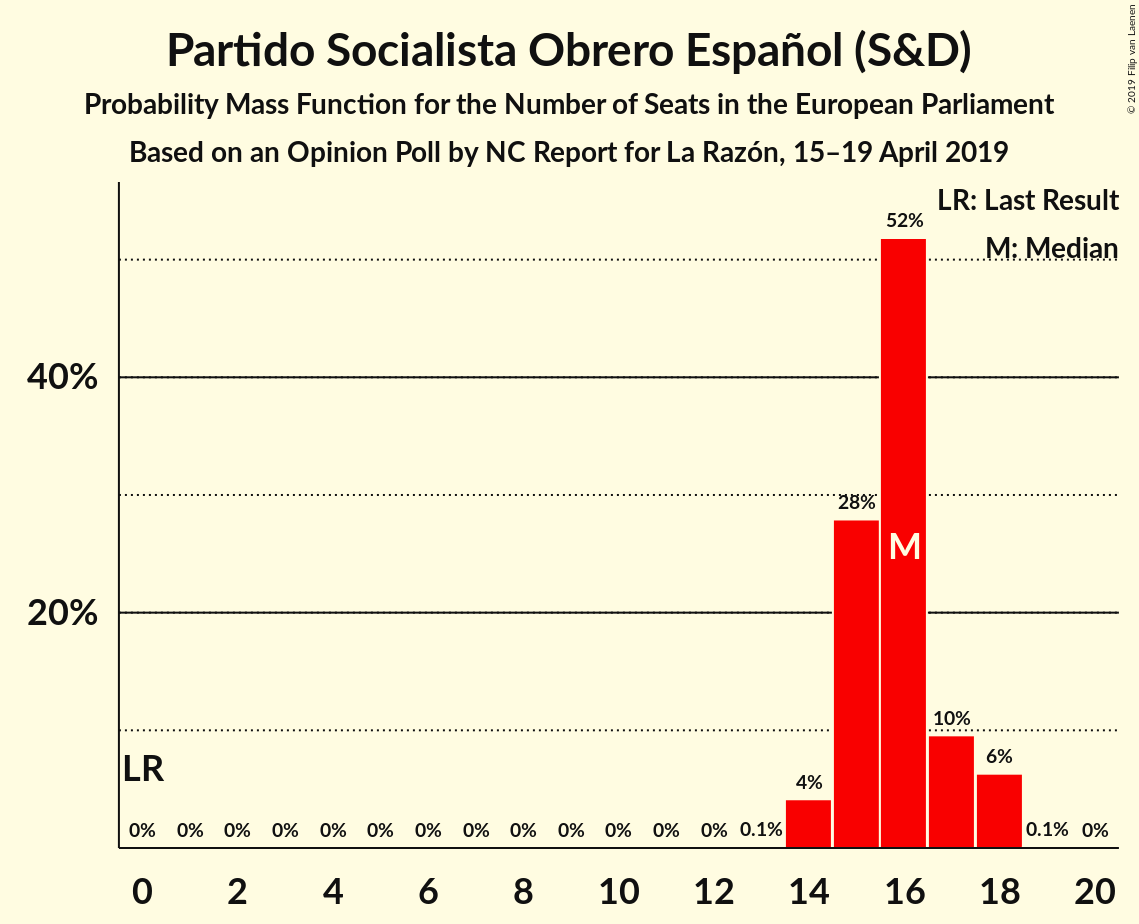 Partido Socialista Obrero Español (S&D)
Probability Mass Function for the Number of Seats in the European Parliament
Based on an Opinion Poll by NC Report for La Razón, 15–19 April 2019
© 2019 Filip van Laenen
LR: Last Result
M: Median
52%
40%
28%
M
20%
10%
6%
LR
4%
0% 0% 0% 0% 0% 0% 0% 0% 0% 0% 0% 0% 0% 0.1% 0.1% 0%
0 2 4 6 8 10 12 14 16 18 20